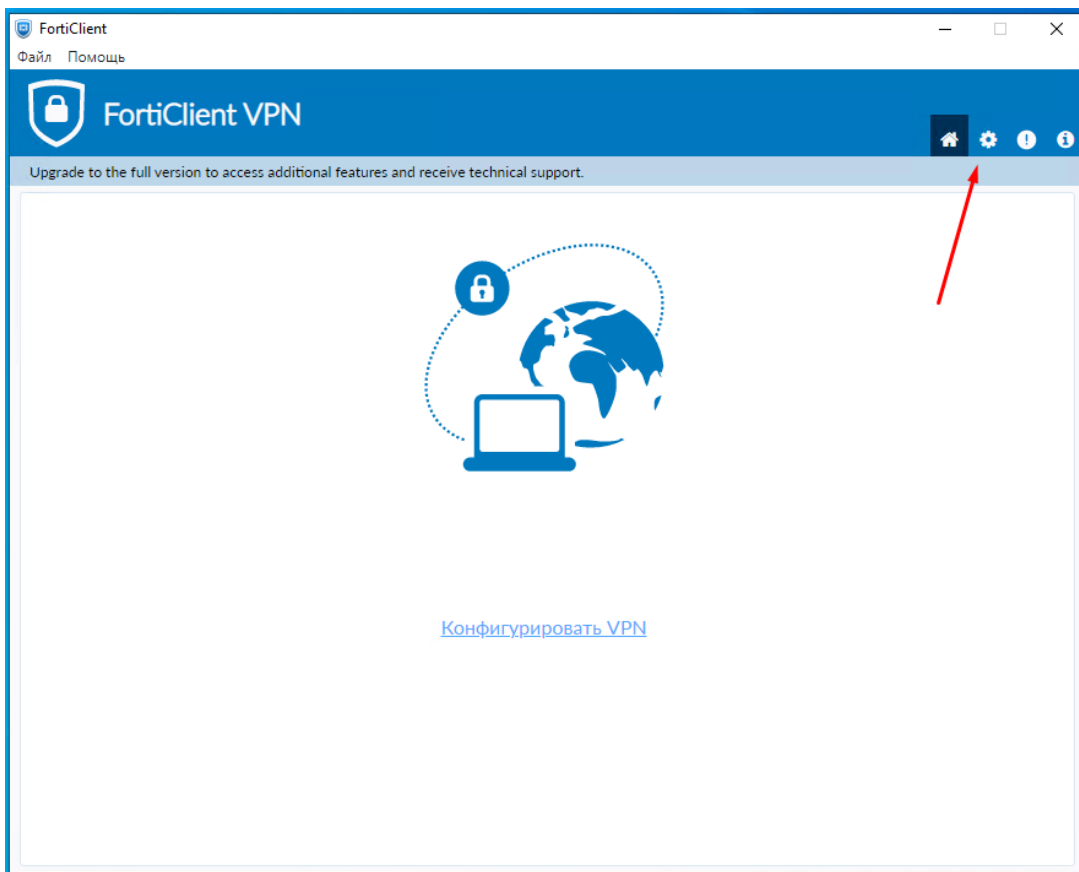 FortiClient
Файл Помощь
FortiClient VPN
Upgrade to the full version to access additional features and receive technical support.
Конфигурировать VPN